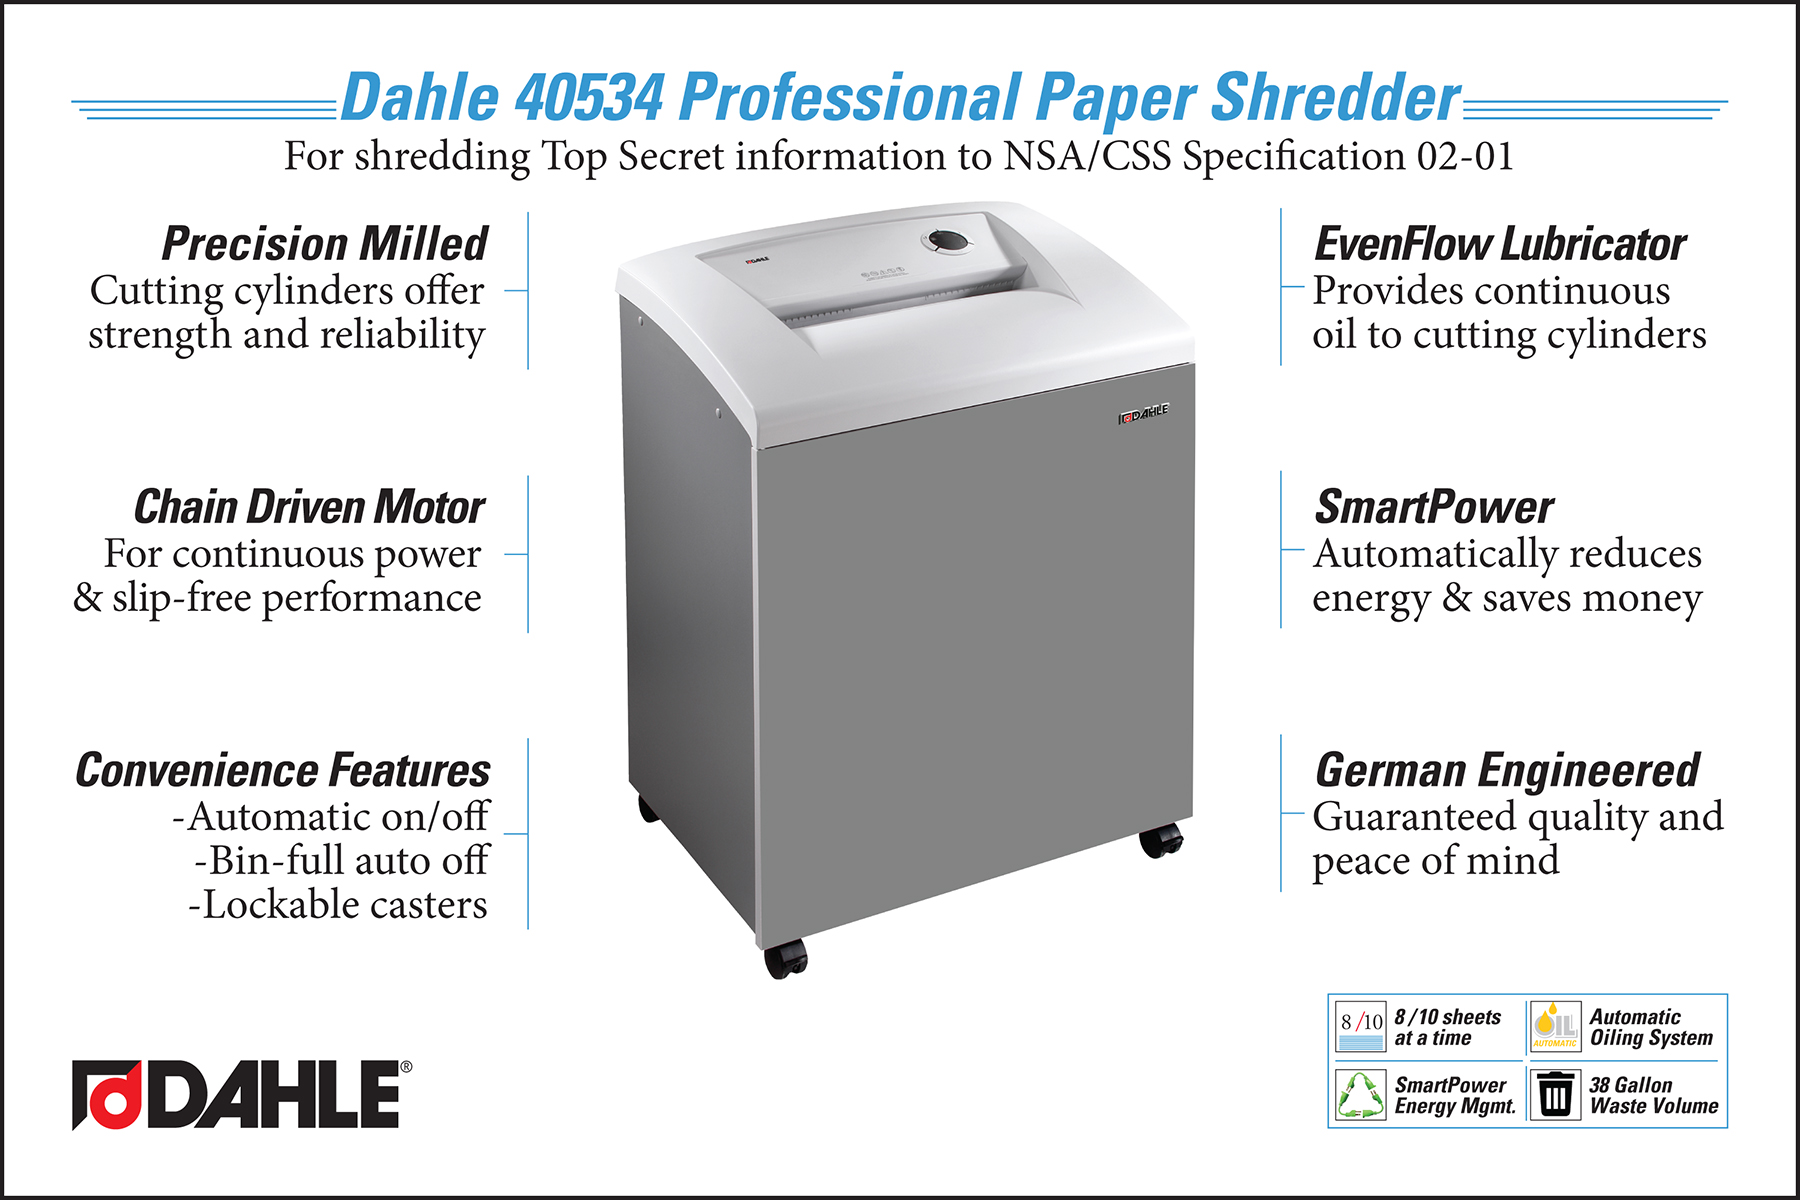 Dahle 40534 Professional Paper Shredder
For shredding Top Secret information to NSA/CSS Specification 02-01
Precision Milled
Cutting cylinders offer
strength and reliability
Chain Driven Motor
For continuous power
& slip-free performance
Convenience Features
-Automatic on/off
-Bin-full auto off
-Lockable casters
DAHLE
DAHLE
EvenFlow Lubricator
Provides continuous
oil to cutting cylinders
SmartPower
Automatically reduces
energy & saves money
German Engineered
Guaranteed quality and
peace of mind
DAHLE®
8/10
8/10 sheets
at a time
OIL
AUTOMATIC
Automatic
Oiling System
SmartPower
Energy Mgmt.
38 Gallon
Waste Volume